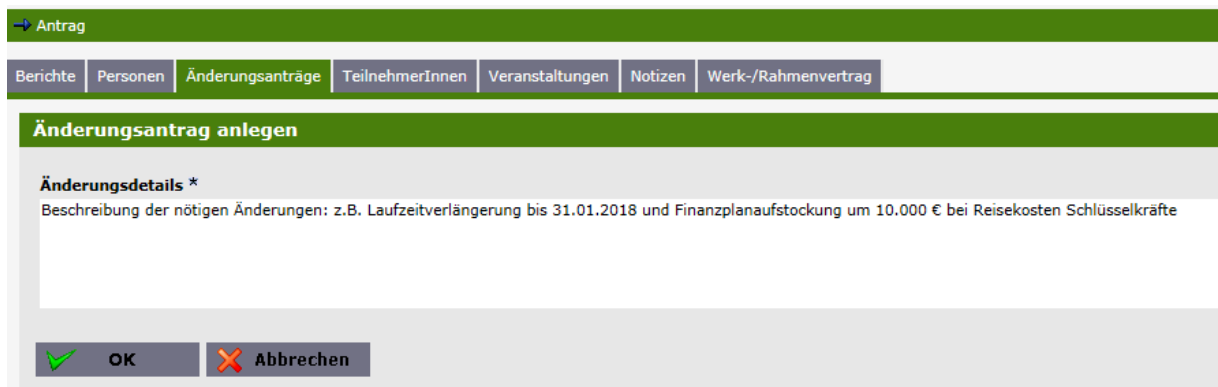 Antrag
Berichte Personen Änderungsanträge TeilnehmerInnen Veranstaltungen Notizen Werk-/Rahmenvertrag
Änderungsantrag anlegen
Änderungsdetails *
Beschreibung der nötigen Änderungen: z.B. Laufzeitverlängerung bis 31.01.2018 und Finanzplanaufstockung um 10.000 € bei Reisekosten Schlüsselkräfte
OK Abbrechen